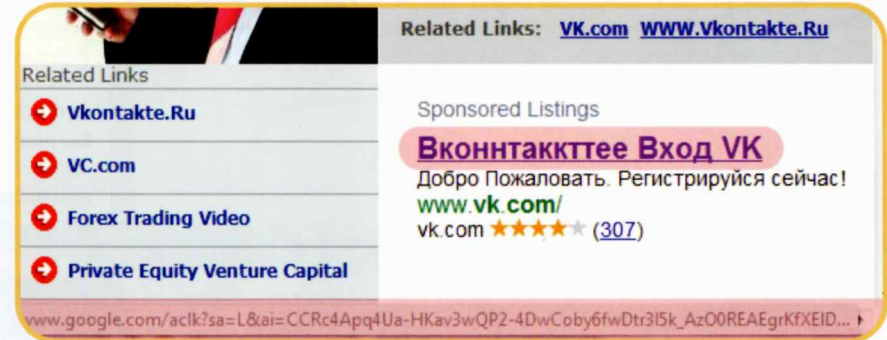 Related Links: VK.com WWW.Vkontakte.Ru
Related Links
Vkontakte.Ru
VC.com
Forex Trading Video
Private Equity Venture Capital
Sponsored Listings
Вконнтаккттее Вход VK
Добро Пожаловать. Регистрируйся сейчас!
www.vk.com/
vk.com (307)
www.google.com/aclk?sa=L&ai=CCRc4Apq4Ua-HKav3wQP2-4DwCoby6fwDtr3l5k_AzO0REAEgrKfXEID...